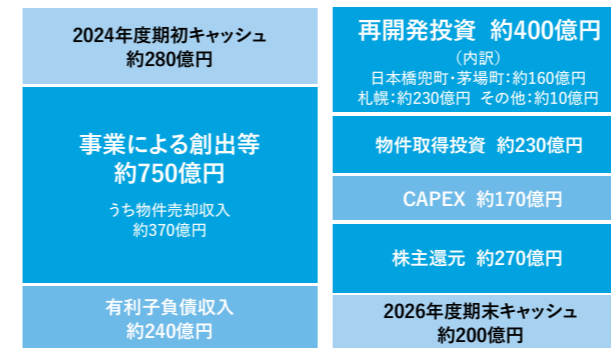 2024年度期初キャッシュ
約280億円
事業による創出等
約750億円
うち物件売却収入
約370億円
有利子負債収入
約240億円
再開発投資 約400億円
(内訳)
日本橋兜町・茅場町：約160億円
札幌：約230億円 その他：約10億円
物件取得投資 約230億円
CAPEX 約170億円
株主還元 約270億円
2026年度期末キャッシュ
約200億円